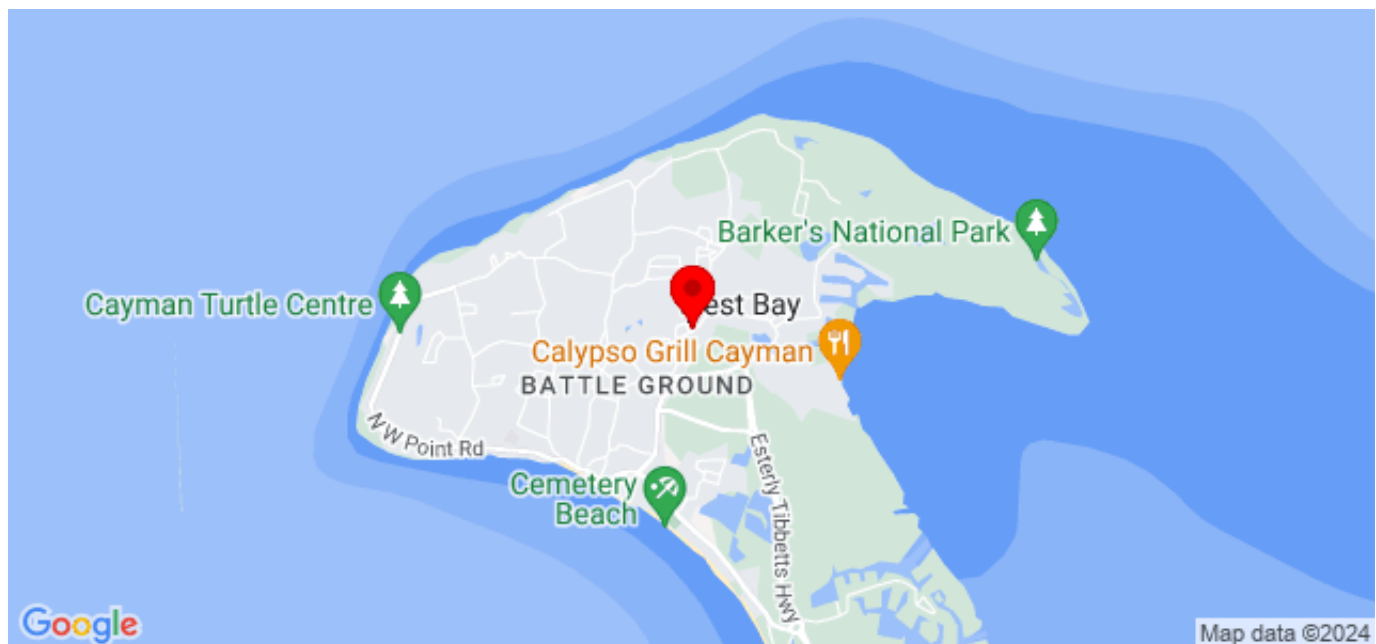 Barker's National Park
Cayman Turtle Centre
est Bay
Calypso Grill Cayman
BATTLE GROUND
NW Point Rd
Esterly Tibbetts Hwy
Cemetery
Beach
Google
Map data ©2024